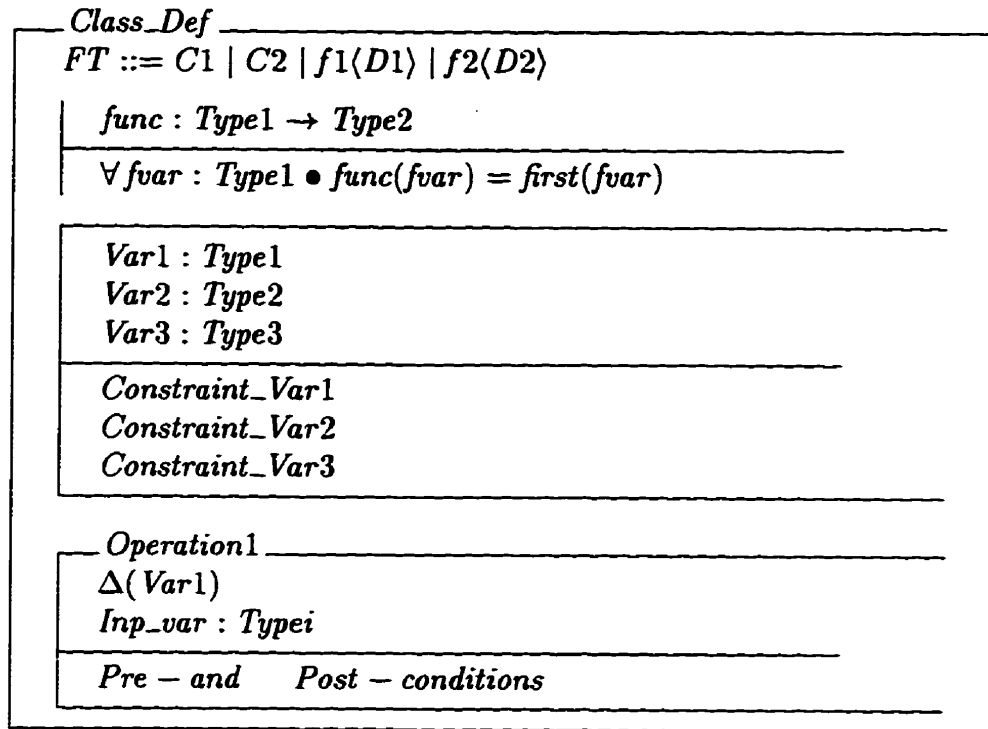 Class_Def
FT ::= C1 | C2 | f1⟨D1⟩ | f2⟨D2⟩
func : Type1 → Type2
∀ fvar : Type1 • func(fvar) = first(fvar)
Var1 : Type1
Var2 : Type2
Var3 : Type3
Constraint_Var1
Constraint_Var2
Constraint_Var3
Operation1
Δ(Var1)
Inp_var : Typei
Pre – and Post – conditions